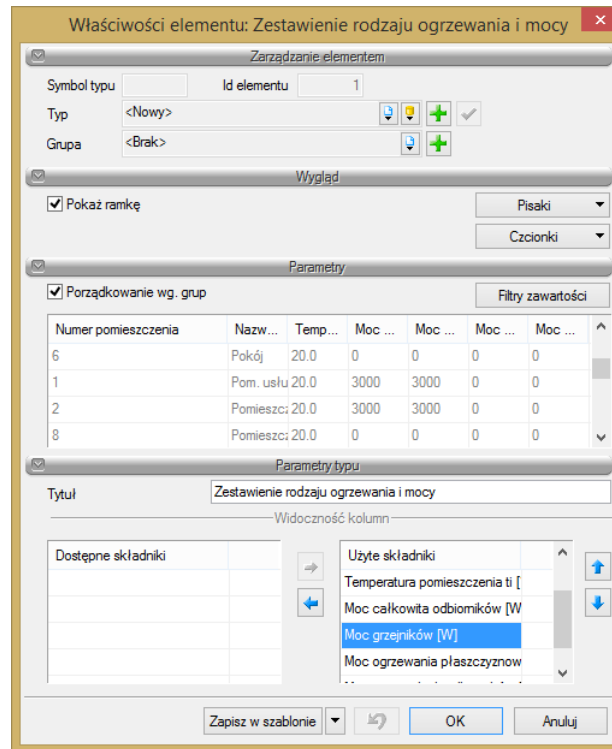 Właściwości elementu: Zestawienie rodzaju ogrzewania i mocy
Zarządzanie elementem
Symbol typu Id elementu 1
Typ <Nowy>
Grupa <Brak>
Wygląd
Pokaż ramkę Pisaki
Czcionki
Parametry
Porządkowanie wg. grup Filtry zawartości
Numer pomieszczenia Nazw... Temp... Moc ... Moc ... Moc ... Moc ...
6 Pokój 20.0 0 0 0 0
1 Pom. usłu 20.0 3000 3000 0 0
2 Pomieszcz 20.0 3000 3000 0 0
8 Pomieszcz 20.0 0 0 0 0
Parametry typu
Tytuł Zestawienie rodzaju ogrzewania i mocy
Widoczność kolumn
Dostępne składniki Użyte składniki
Temperatura pomieszczenia ti [
Moc całkowita odbiorników [W
Moc grzejników [W]
Moc ogrzewania płaszczyznow
Zapisz w szablonie OK Anuluj